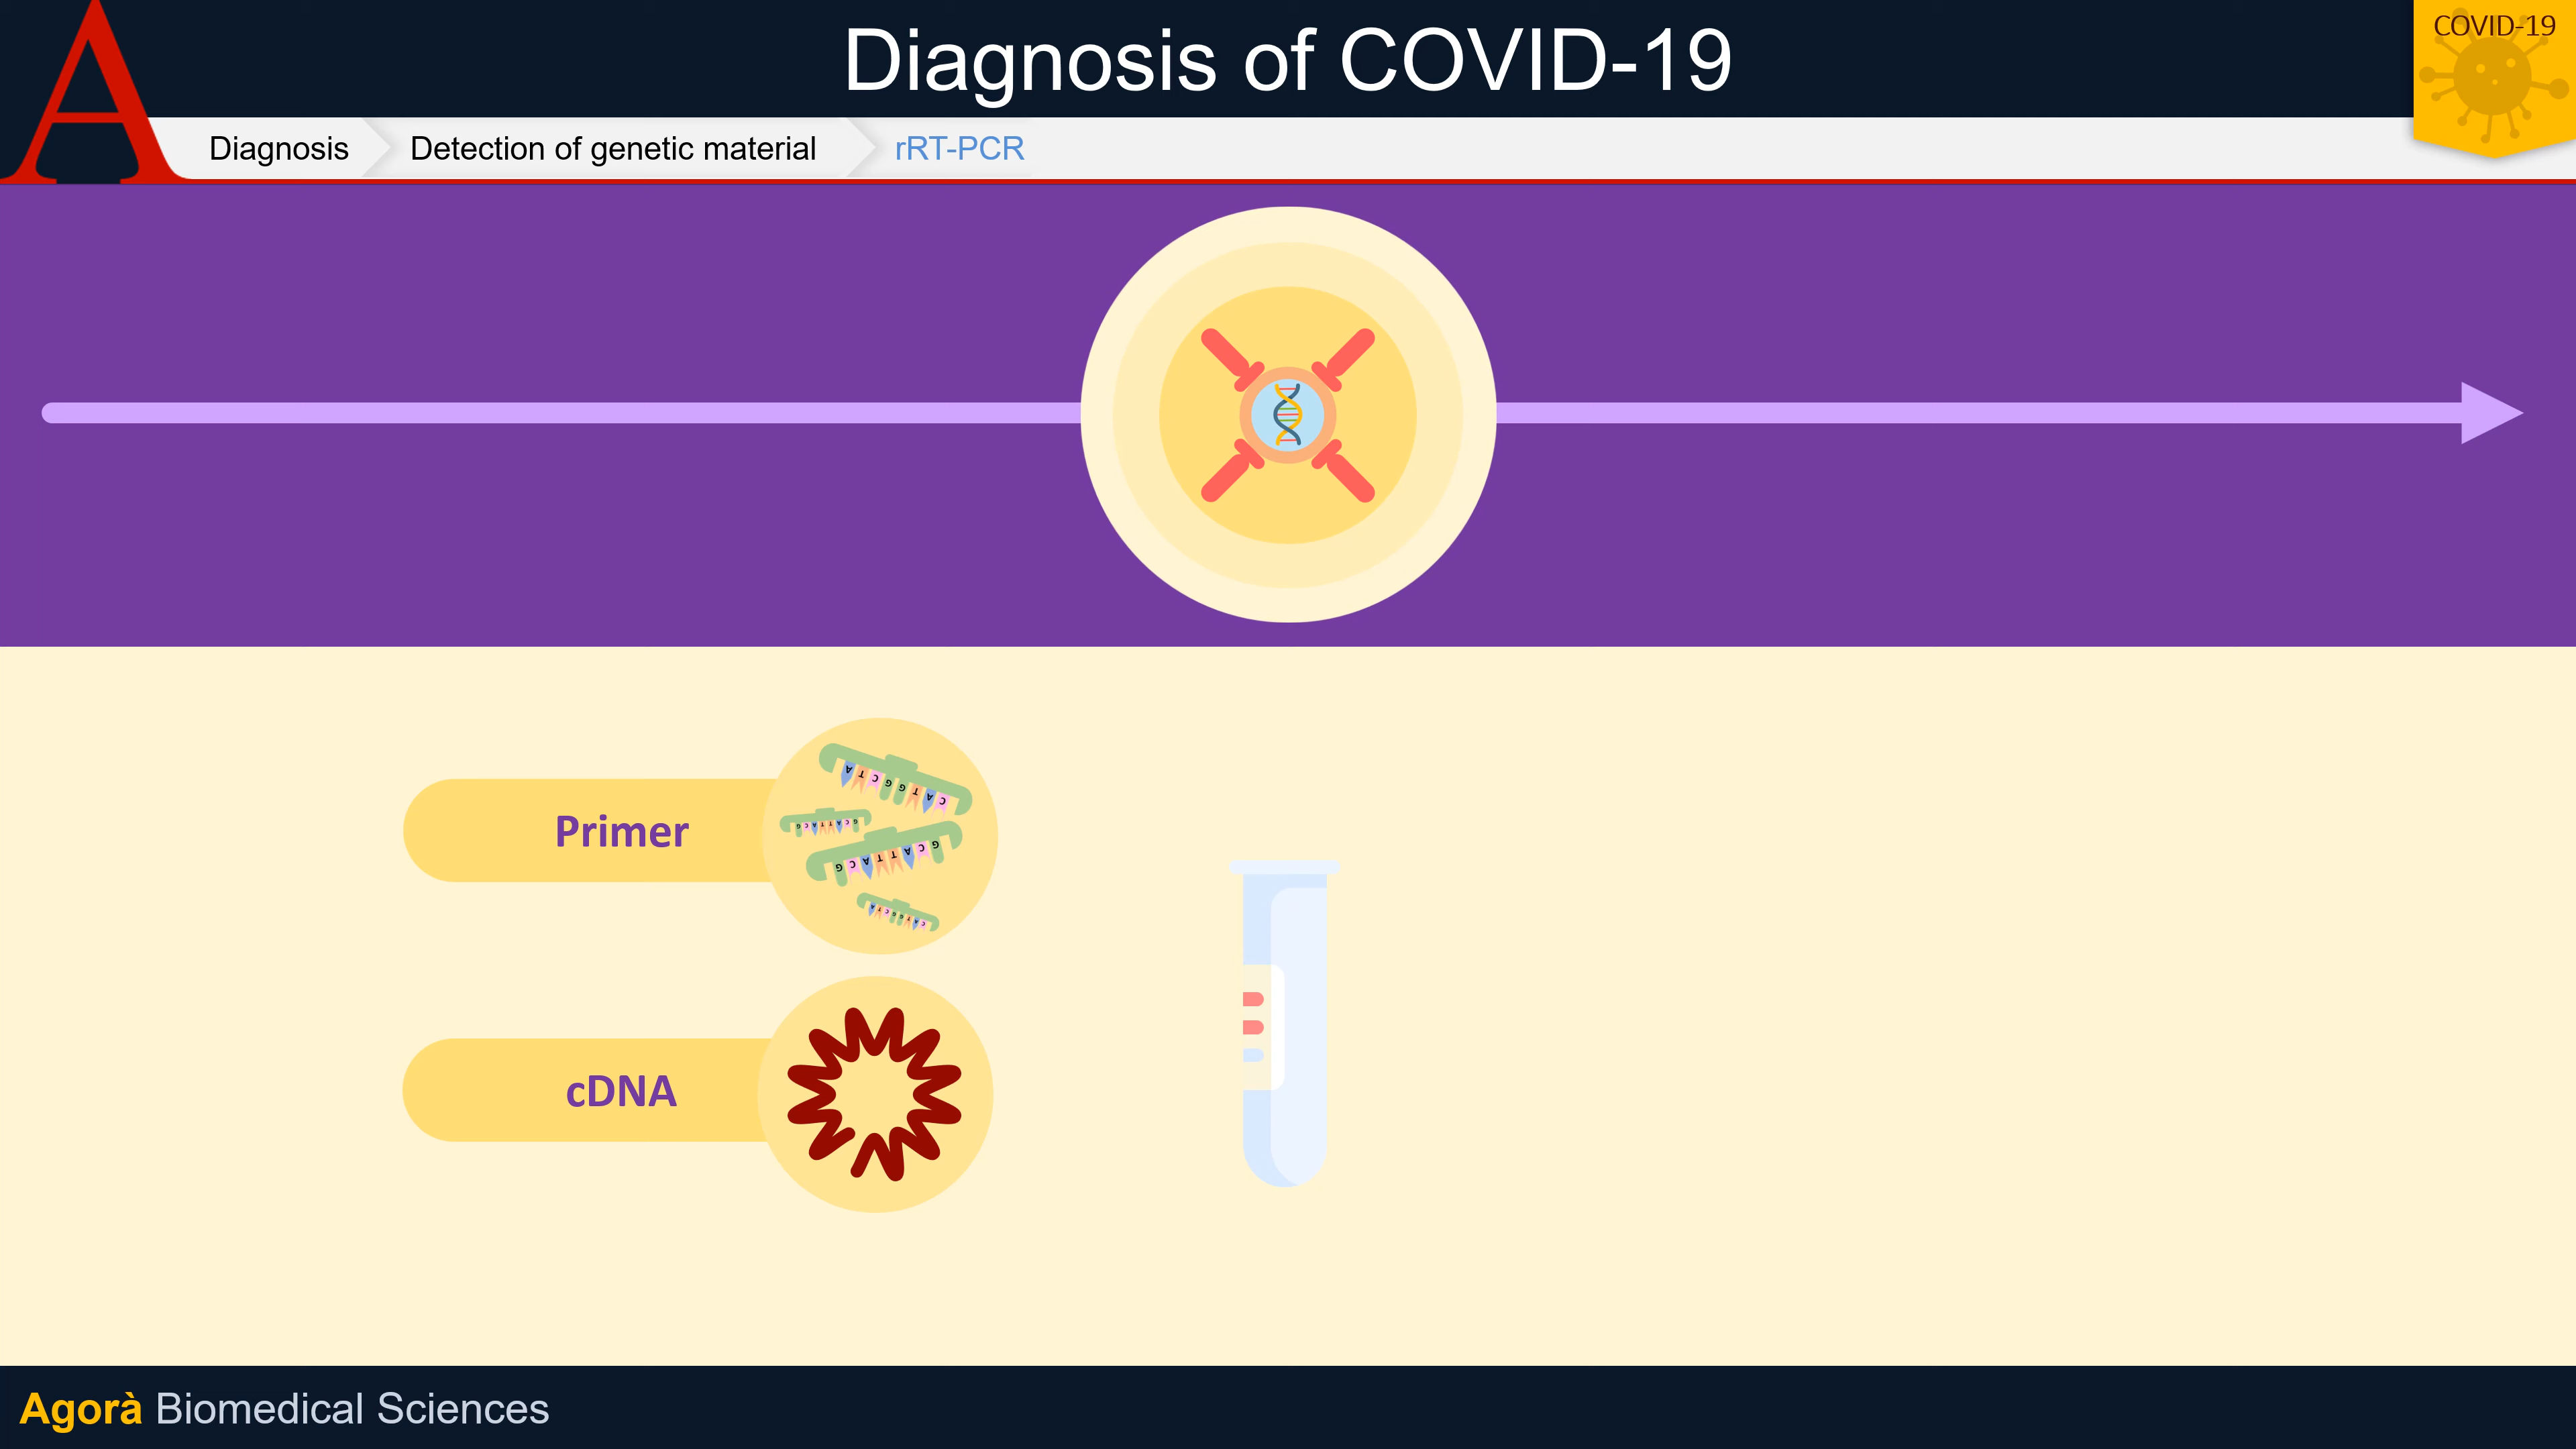 Diagnosis of COVID-19
COVID-19
A
Diagnosis
Detection of genetic material
rRT-PCR
Primer
A T C G G T A C
G C A T T A C G
G C A T T A C G
A T C G G T A C
cDNA
Agorà Biomedical Sciences